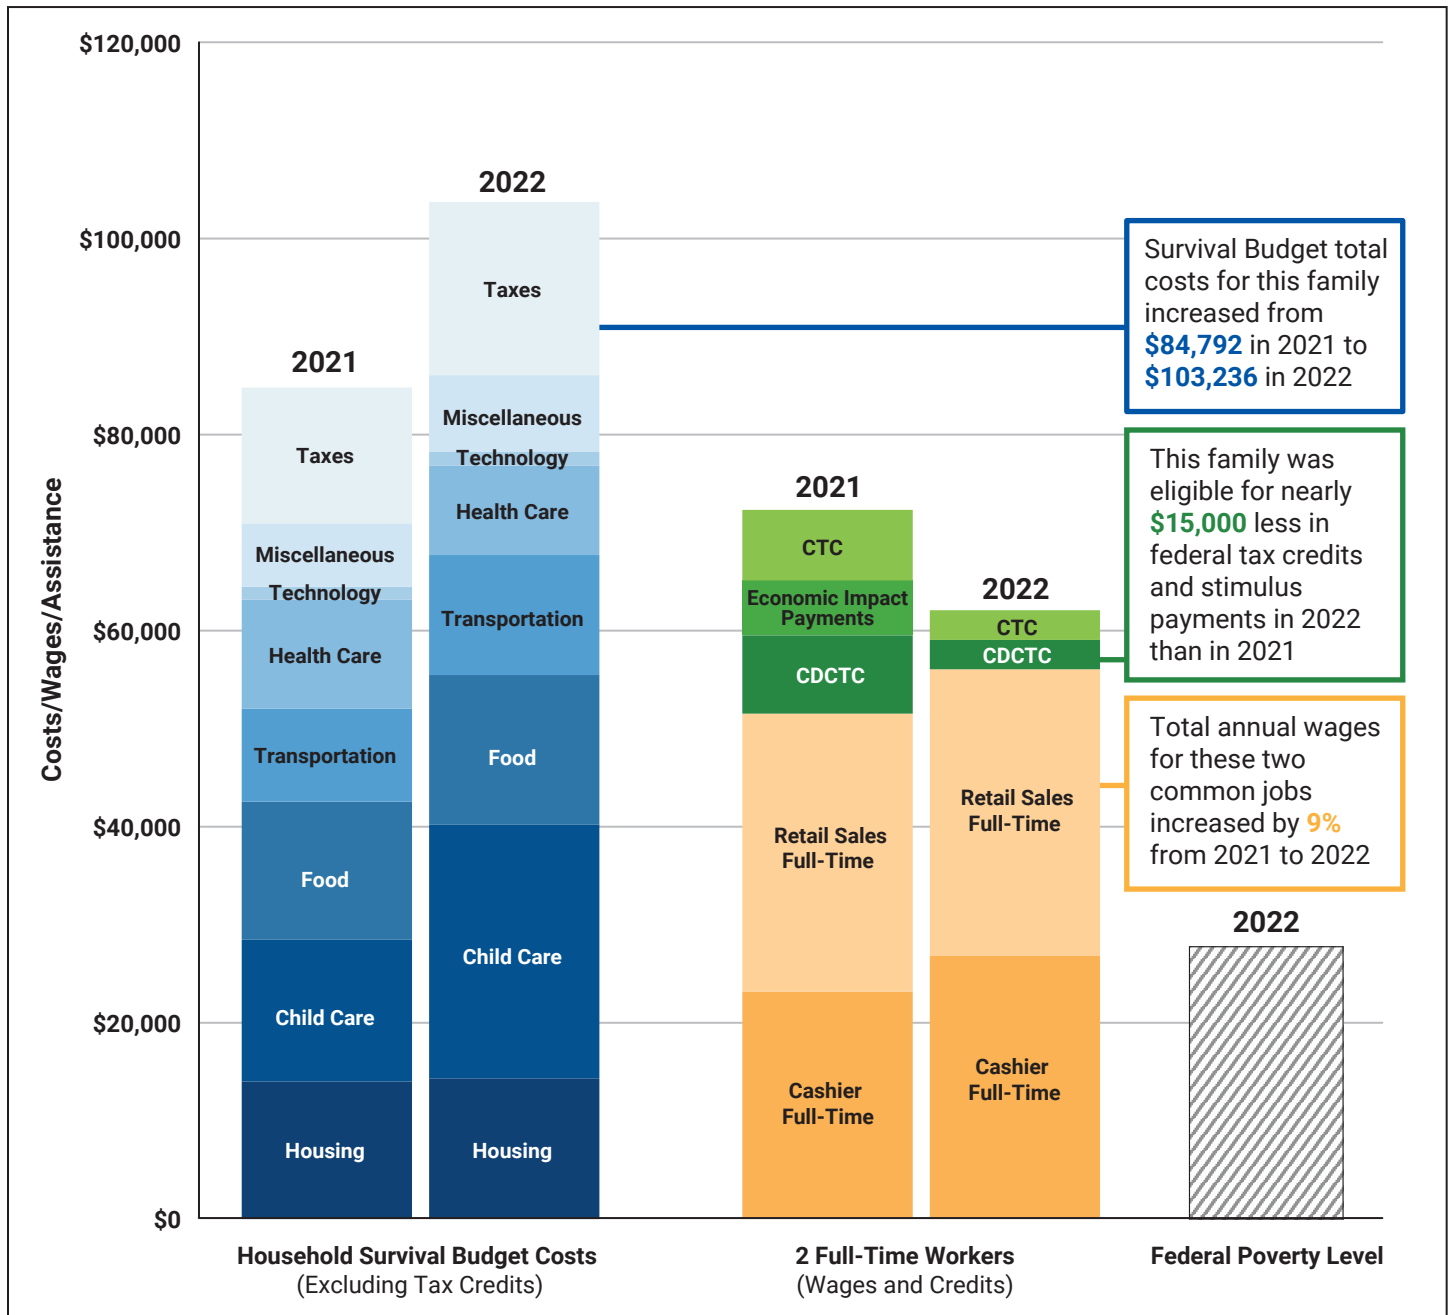 $120,000
$100,000
$80,000
$60,000
$40,000
$20,000
$0
Costs/Wages/Assistance
2021
Taxes
Miscellaneous
Technology
Health Care
Transportation
Food
Child Care
Housing
2022
Taxes
Miscellaneous
Technology
Health Care
Transportation
Food
Child Care
Housing
Household Survival Budget Costs
(Excluding Tax Credits)
2021
CTC
Economic Impact
Payments
CDCTC
Retail Sales
Full-Time
Cashier
Full-Time
2022
CTC
CDCTC
Retail Sales
Full-Time
Cashier
Full-Time
2 Full-Time Workers
(Wages and Credits)
Survival Budget total
costs for this family
increased from
$84,792 in 2021 to
$103,236 in 2022
This family was
eligible for nearly
$15,000 less in
federal tax credits
and stimulus
payments in 2022
than in 2021
Total annual wages
for these two
common jobs
increased by 9%
from 2021 to 2022
2022
Federal Poverty Level